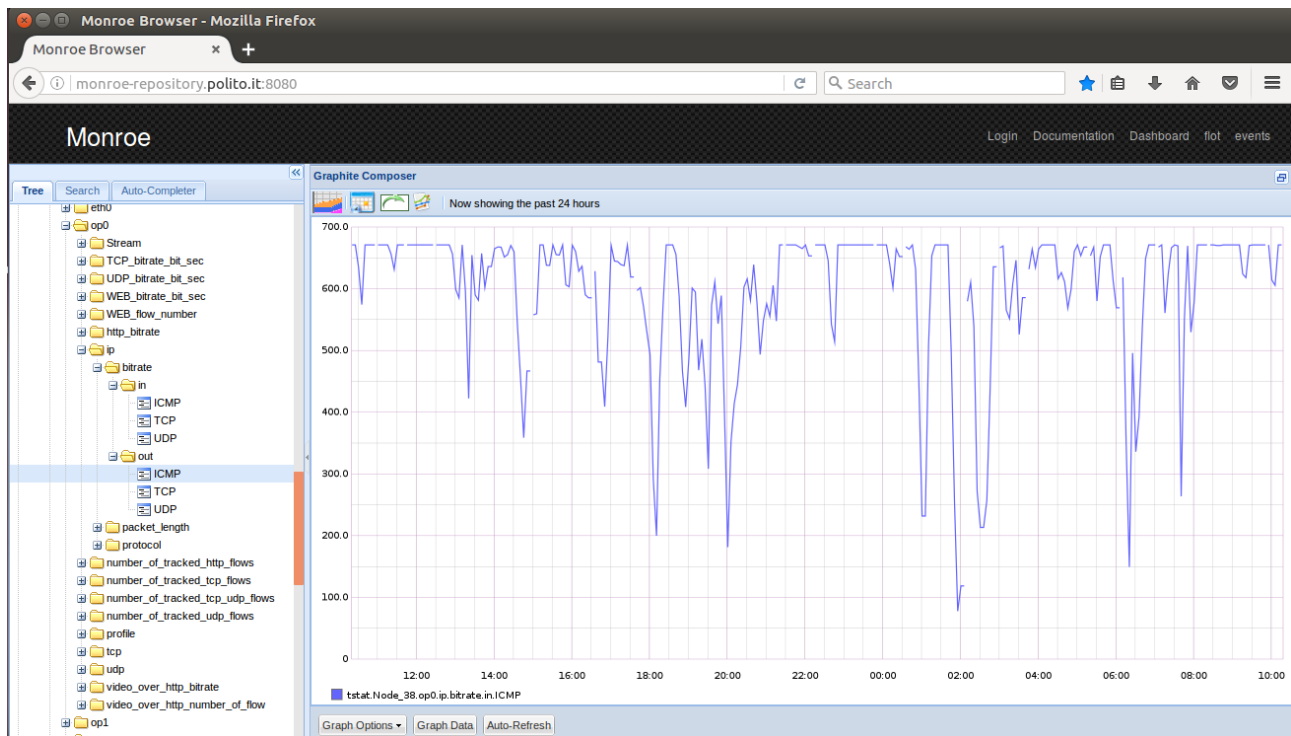 Monroe Browser - Mozilla Firefox
Monroe Browser × +
monroe-repository.polito.it:8080
Search
Monroe
Login Documentation Dashboard flot events
Tree Search Auto-Completer
eth0
op0
Stream
TCP_bitrate_bit_sec
UDP_bitrate_bit_sec
WEB_bitrate_bit_sec
WEB_flow_number
http_bitrate
ip
bitrate
in
ICMP
TCP
UDP
out
ICMP
TCP
UDP
packet_length
protocol
number_of_tracked_http_flows
number_of_tracked_tcp_flows
number_of_tracked_tcp_udp_flows
number_of_tracked_udp_flows
profile
tcp
udp
video_over_http_bitrate
video_over_http_number_of_flow
op1
Graphite Composer
Now showing the past 24 hours
700.0
600.0
500.0
400.0
300.0
200.0
100.0
0
12:00 14:00 16:00 18:00 20:00 22:00 00:00 02:00 04:00 06:00 08:00 10:00
tstat.Node_38.op0.ip.bitrate.in.ICMP
Graph Options Graph Data Auto-Refresh